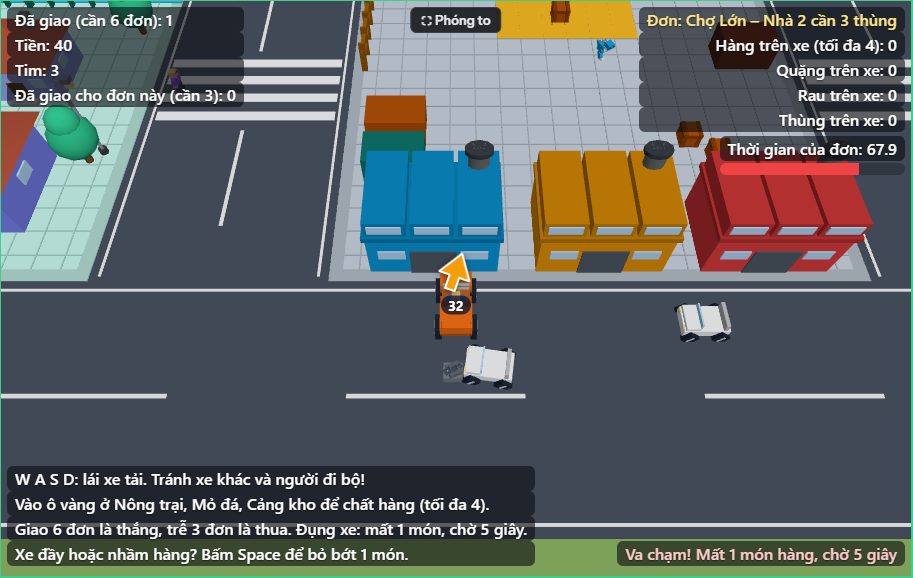 Đã giao (cần 6 đơn): 1
Tiền: 40
Tim: 3
Đã giao cho đơn này (cần 3): 0
Phóng to
Đơn: Chợ Lớn – Nhà 2 cần 3 thùng
Hàng trên xe (tối đa 4): 0
Quặng trên xe: 0
Rau trên xe: 0
Thùng trên xe: 0
Thời gian của đơn: 67.9
32
W A S D: lái xe tải. Tránh xe khác và người đi bộ!
Vào ô vàng ở Nông trại, Mỏ đá, Cảng kho để chất hàng (tối đa 4).
Giao 6 đơn là thắng, trễ 3 đơn là thua. Đụng xe: mất 1 món, chờ 5 giây.
Xe đầy hoặc nhầm hàng? Bấm Space để bỏ bớt 1 món.
Va chạm! Mất 1 món hàng, chờ 5 giây